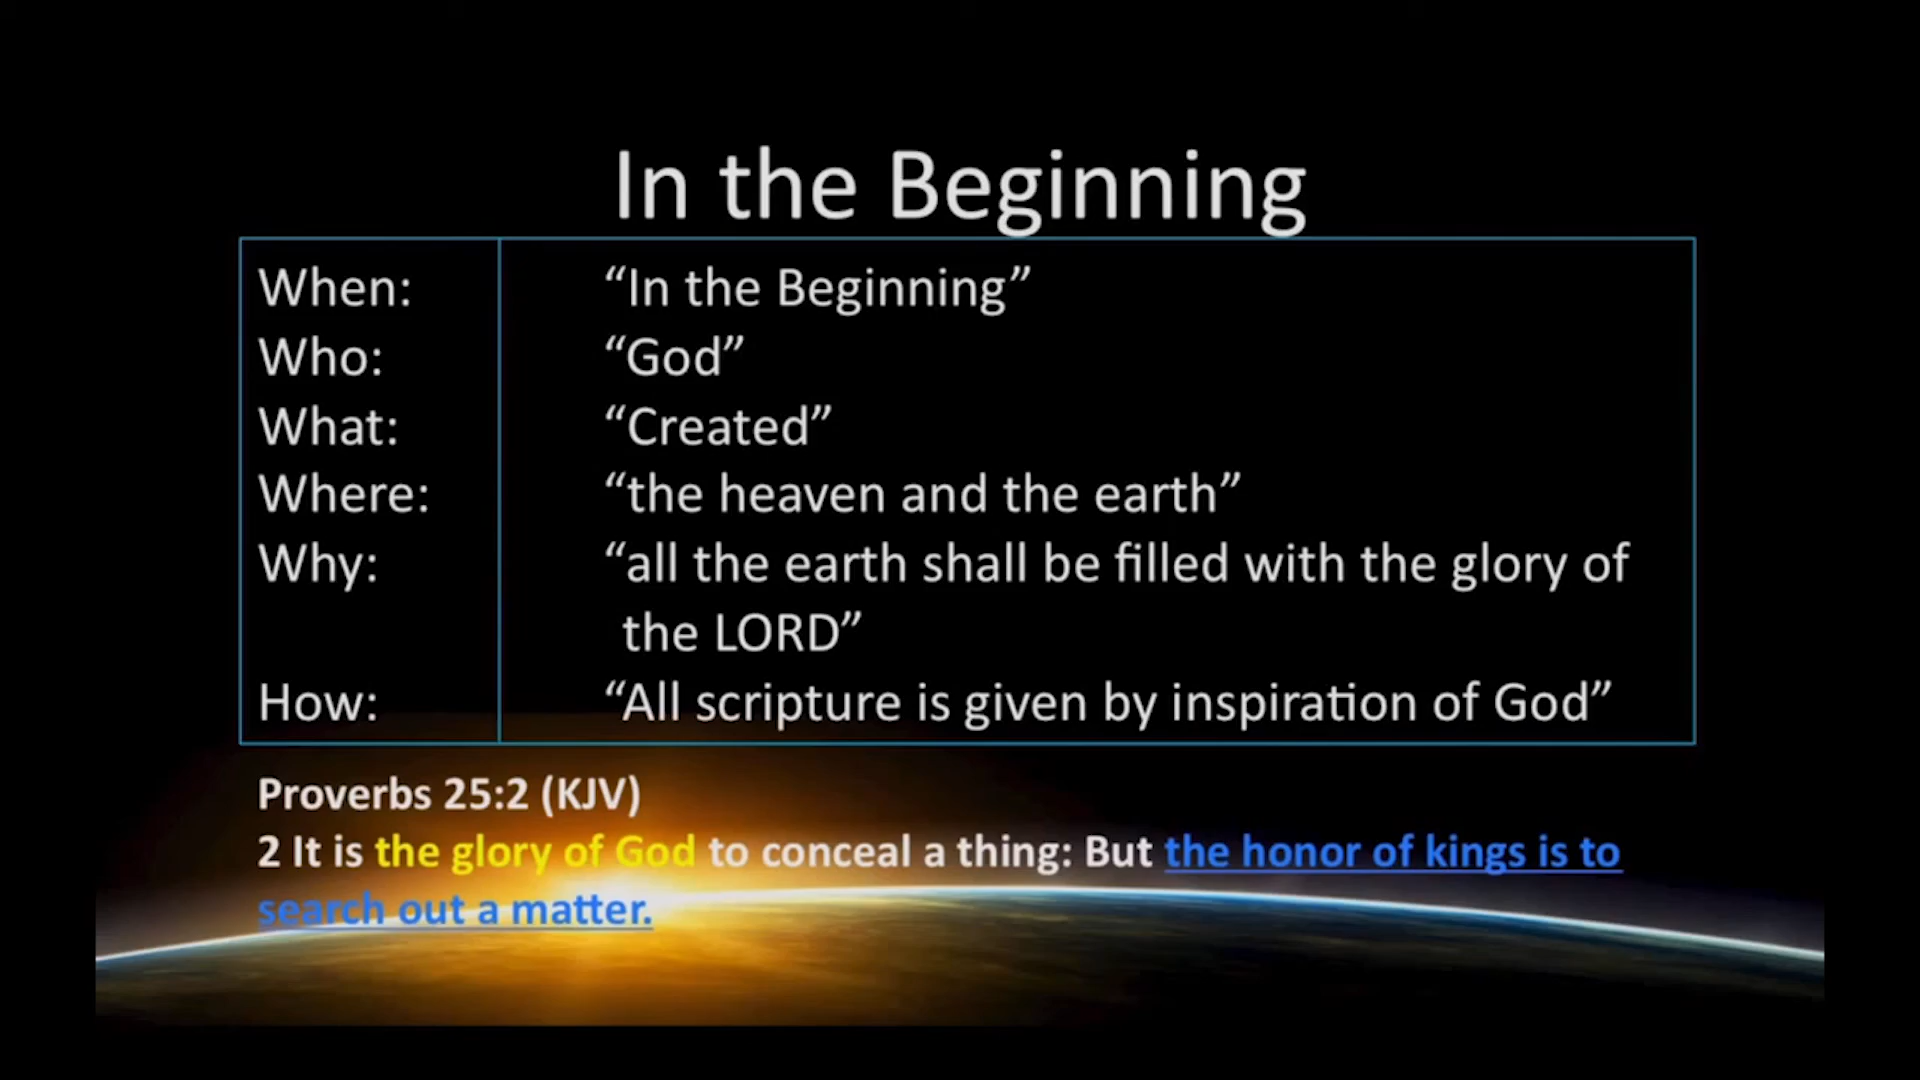 In the Beginning
When: “In the Beginning”
Who: “God”
What: “Created”
Where: “the heaven and the earth”
Why: “all the earth shall be filled with the glory of
the LORD”
How: “All scripture is given by inspiration of God”
Proverbs 25:2 (KJV)
2 It is the glory of God to conceal a thing: But the honor of kings is to
search out a matter.